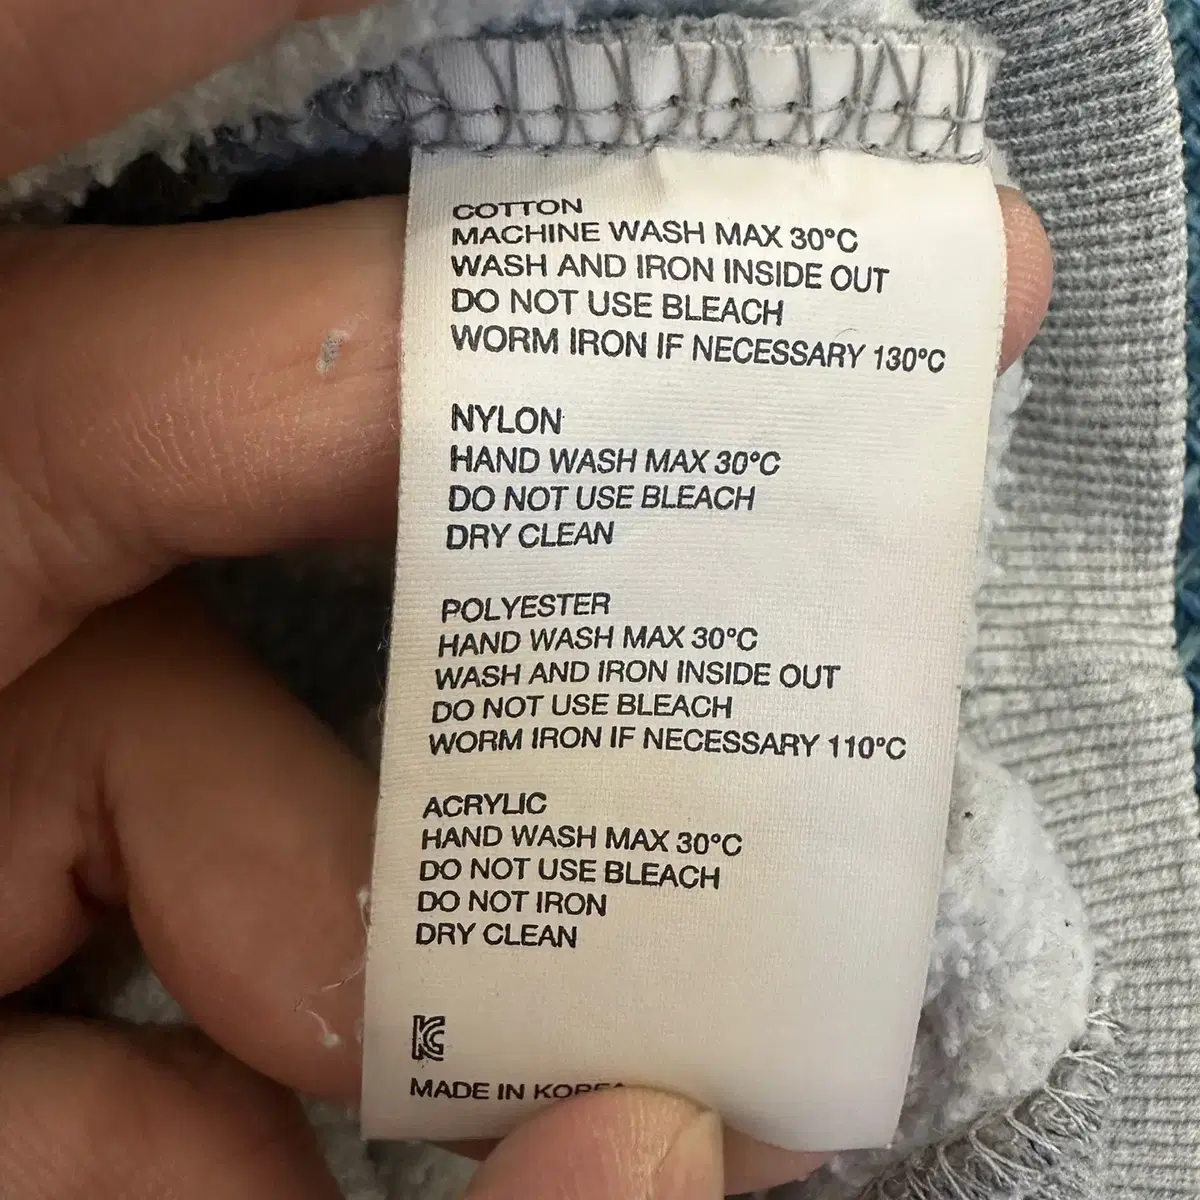 COTTON
MACHINE WASH MAX 30°C
WASH AND IRON INSIDE OUT
DO NOT USE BLEACH
WORM IRON IF NECESSARY 130°C
NYLON
HAND WASH MAX 30°C
DO NOT USE BLEACH
DRY CLEAN
POLYESTER
HAND WASH MAX 30°C
WASH AND IRON INSIDE OUT
DO NOT USE BLEACH
WORM IRON IF NECESSARY 110°C
ACRYLIC
HAND WASH MAX 30°C
DO NOT USE BLEACH
DO NOT IRON
DRY CLEAN
KC
MADE IN KOREA